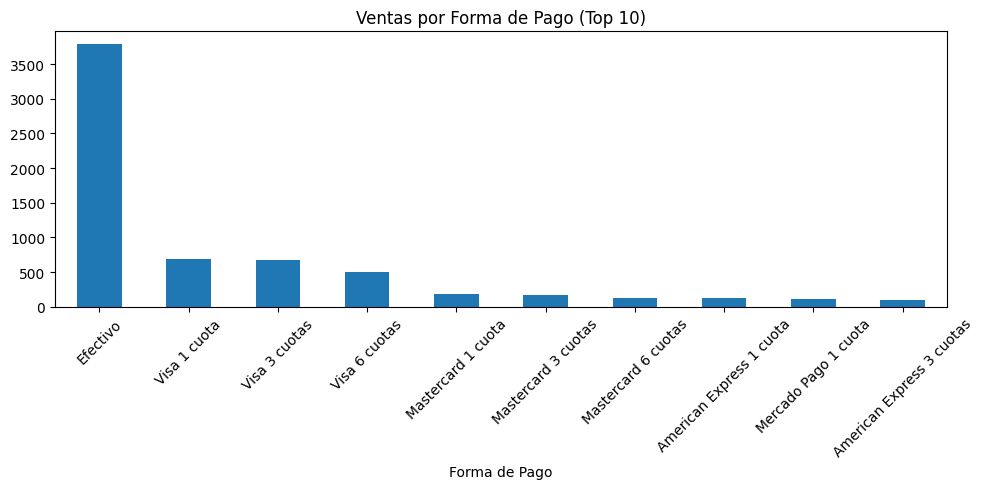 Ventas por Forma de Pago (Top 10)
3500
3000
2500
2000
1500
1000
500
0
Efectivo
Visa 1 cuota
Visa 3 cuotas
Visa 6 cuotas
Mastercard 1 cuota
Mastercard 3 cuotas
Mastercard 6 cuotas
American Express 1 cuota
Mercado Pago 1 cuota
American Express 3 cuotas
Forma de Pago